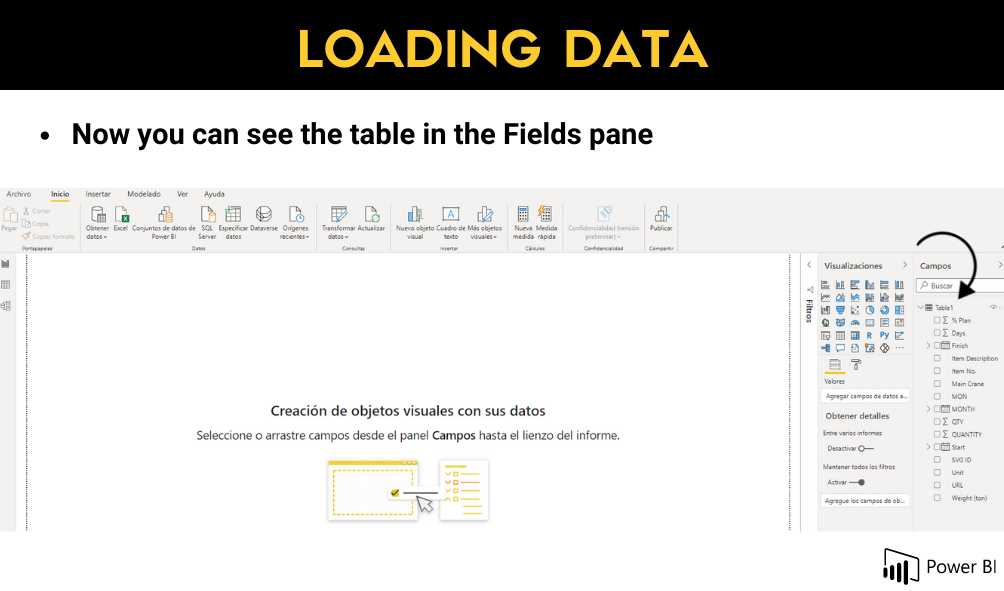 LOADING DATA
• Now you can see the table in the Fields pane
Archivo Inicio Insertar Modelado Ver Ayuda
Pegar
Cortar
Copia
Copiar formato
Portapapeles
Obtener
datos
Excel
Conjuntos de datos de
Power BI
SQL
Server
Especificar
datos
Dataverse
Orígenes
recientes
Datos
Transformar
datos
Actualizar
Consultas
Nuevo objeto
visual
Cuadro de
texto
Más objetos
visuales
Insertar
Nueva
medida
Medida
rápida
Cálculos
Confidencialidad (versión
preliminar)
Confidencialidad
Publicar
Compartir
Creación de objetos visuales con sus datos
Seleccione o arrastre campos desde el panel Campos hasta el lienzo del informe.
Filtros
Visualizaciones
R Py
Valores
Agregar campos de datos a...
Obtener detalles
Entre varios informes
Desactivar
Mantener todos los filtros
Activar
Agregue los campos de ob...
Campos
Buscar
Table1
∑ % Plan
∑ Days
Finish
Item Description
Item No.
Main Crane
MON
MONTH
∑ QTY
∑ QUANTITY
Start
SVG ID
Unit
URL
Weight (ton)
Power BI